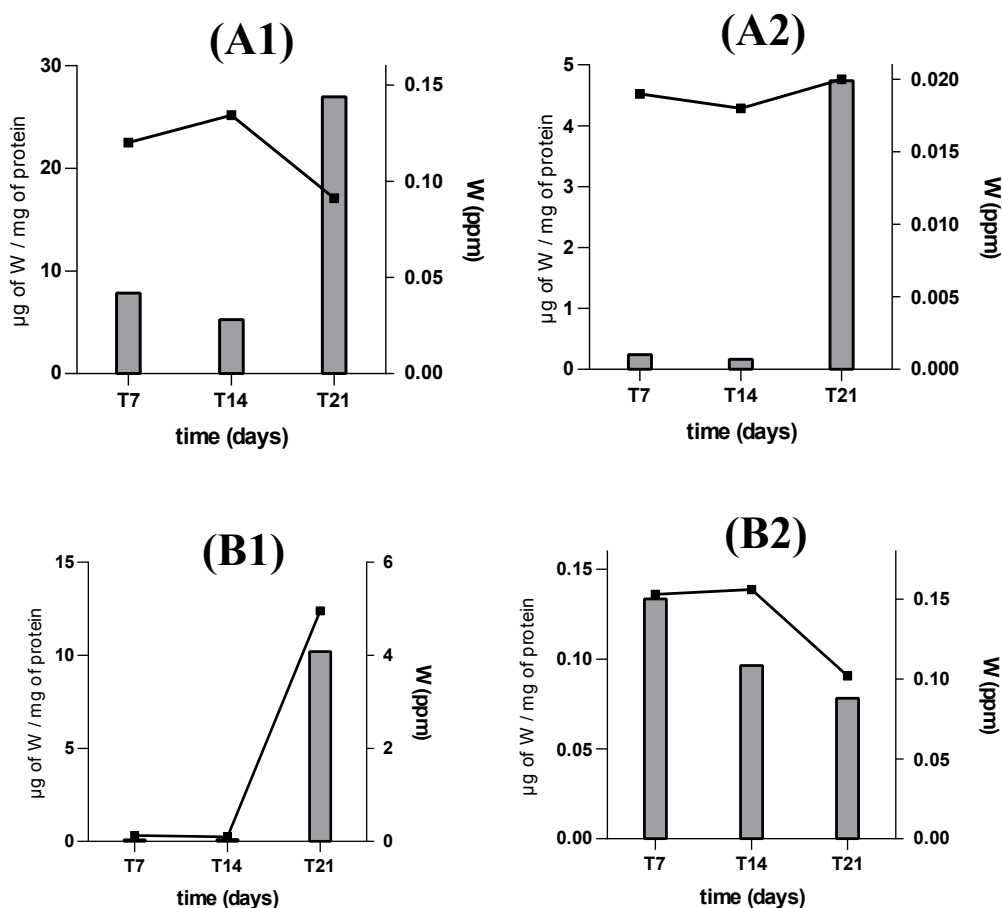 (A1)
30
20
10
0
µg of W / mg of protein
0.15
0.10
0.05
0.00
W (ppm)
T7 T14 T21
time (days)
(A2)
5
4
3
2
1
0
µg of W / mg of protein
0.020
0.015
0.010
0.005
0.000
W (ppm)
T7 T14 T21
time (days)
(B1)
15
10
5
0
µg of W / mg of protein
6
4
2
0
W (ppm)
T7 T14 T21
time (days)
(B2)
0.15
0.10
0.05
0.00
µg of W / mg of protein
0.15
0.10
0.05
0.00
W (ppm)
T7 T14 T21
time (days)